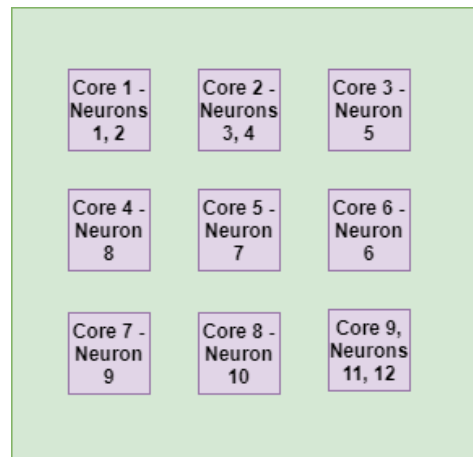 Core 1 -
Neurons
1, 2
Core 2 -
Neurons
3, 4
Core 3 -
Neuron
5
Core 4 -
Neuron
8
Core 5 -
Neuron
7
Core 6 -
Neuron
6
Core 7 -
Neuron
9
Core 8 -
Neuron
10
Core 9,
Neurons
11, 12